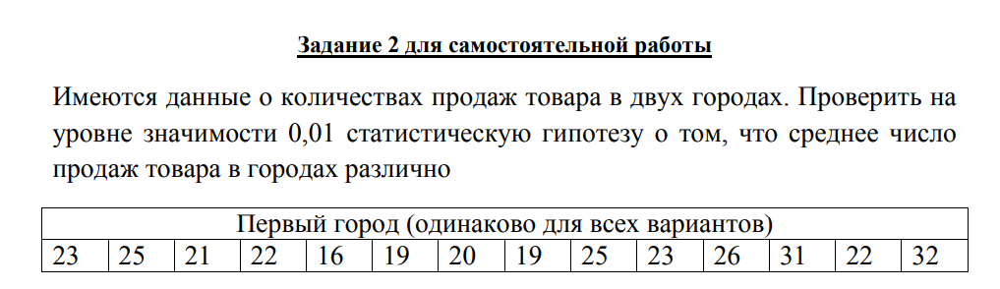 Задание 2 для самостоятельной работы
Имеются данные о количествах продаж товара в двух городах. Проверить на
уровне значимости 0,01 статистическую гипотезу о том, что среднее число
продаж товара в городах различно
Первый город (одинаково для всех вариантов)
23 25 21 22 16 19 20 19 25 23 26 31 22 32